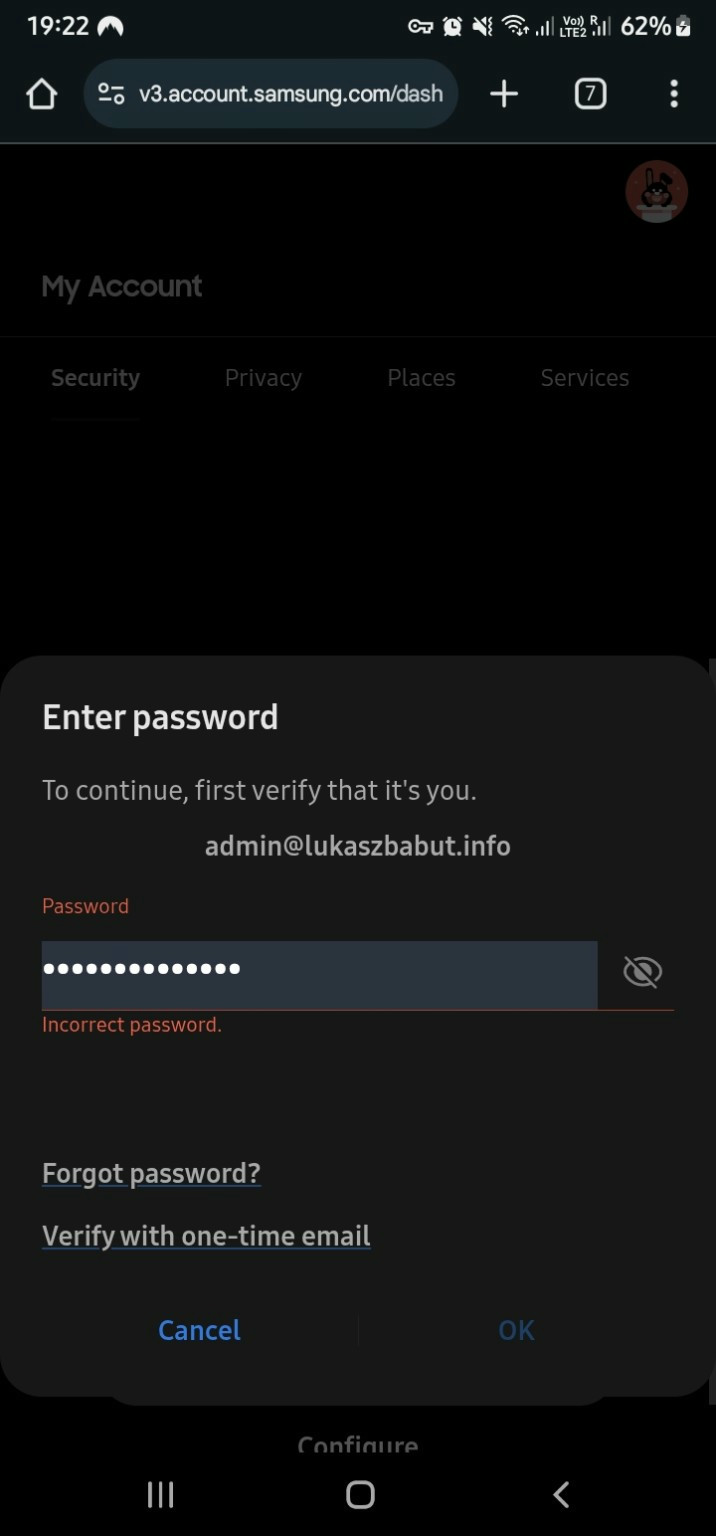 19:22 Vo)) R 62%
LTE2
v3.account.samsung.com/dash 7
My Account
Security Privacy Places Services
Enter password
To continue, first verify that it's you.
admin@lukaszbabut.info
Password
••••••••••••••
Incorrect password.
Forgot password?
Verify with one-time email
Cancel OK
Configure